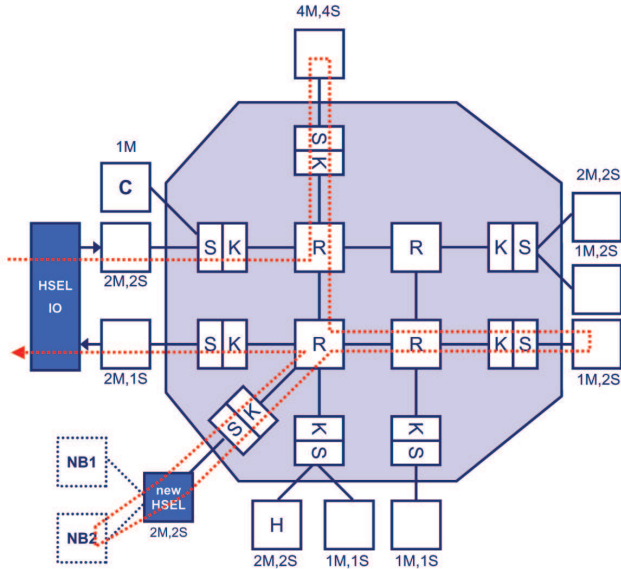 4M,4S
S
K
1M
C
2M,2S
S K
R
R
K S
1M,2S
HSEL
IO
2M,2S
S K
R
R
K S
2M,1S
1M,2S
S K
K
S
K
S
NB1
new
HSEL
NB2
2M,2S
H
2M,2S
1M,1S
1M,1S